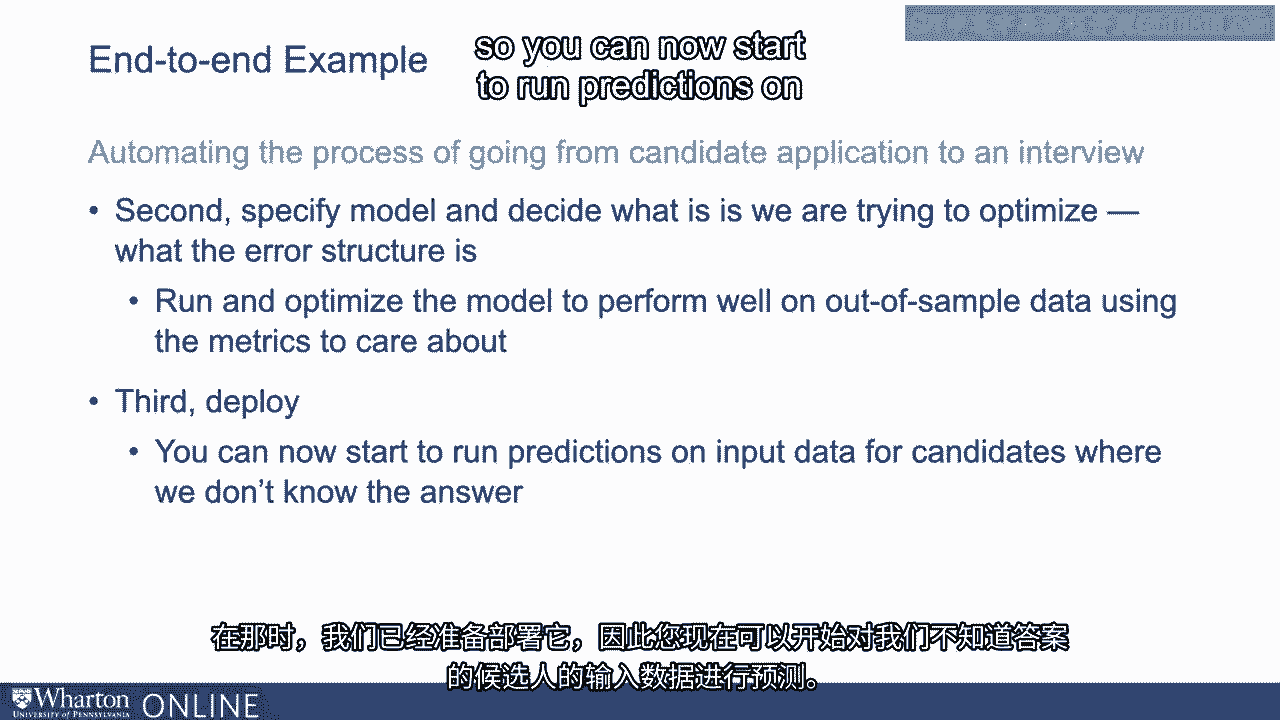 End-to-end Example
so you can now start
to run predictions on
Automating the process of going from candidate application to an interview
• Second, specify model and decide what is is we are trying to optimize —
what the error structure is
• Run and optimize the model to perform well on out-of-sample data using
the metrics to care about
• Third, deploy
• You can now start to run predictions on input data for candidates where
we don’t know the answer
在那时，我们已经准备部署它，因此您现在可以开始对我们不知道答案
的候选人的输入数据进行预测。
Wharton ONLINE
UNIVERSITY of PENNSYLVANIA